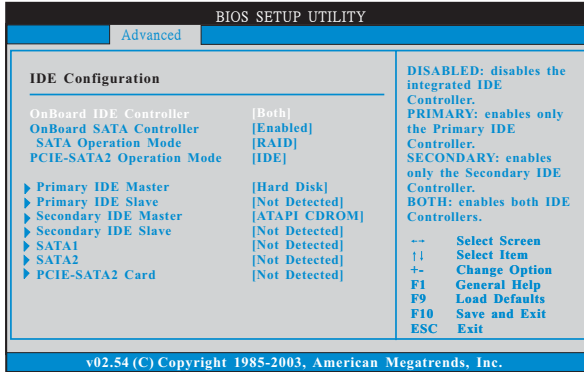 BIOS SETUP UTILITY
Advanced
IDE Configuration
OnBoard IDE Controller [Both]
OnBoard SATA Controller [Enabled]
SATA Operation Mode [RAID]
PCIE-SATA2 Operation Mode [IDE]
Primary IDE Master [Hard Disk]
Primary IDE Slave [Not Detected]
Secondary IDE Master [ATAPI CDROM]
Secondary IDE Slave [Not Detected]
SATA1 [Not Detected]
SATA2 [Not Detected]
PCIE-SATA2 Card [Not Detected]
DISABLED: disables the
integrated IDE
Controller.
PRIMARY: enables only
the Primary IDE
Controller.
SECONDARY: enables
only the Secondary IDE
Controller.
BOTH: enables both IDE
Controllers.
←→ Select Screen
↑↓ Select Item
+- Change Option
F1 General Help
F9 Load Defaults
F10 Save and Exit
ESC Exit
v02.54 (C) Copyright 1985-2003, American Megatrends, Inc.